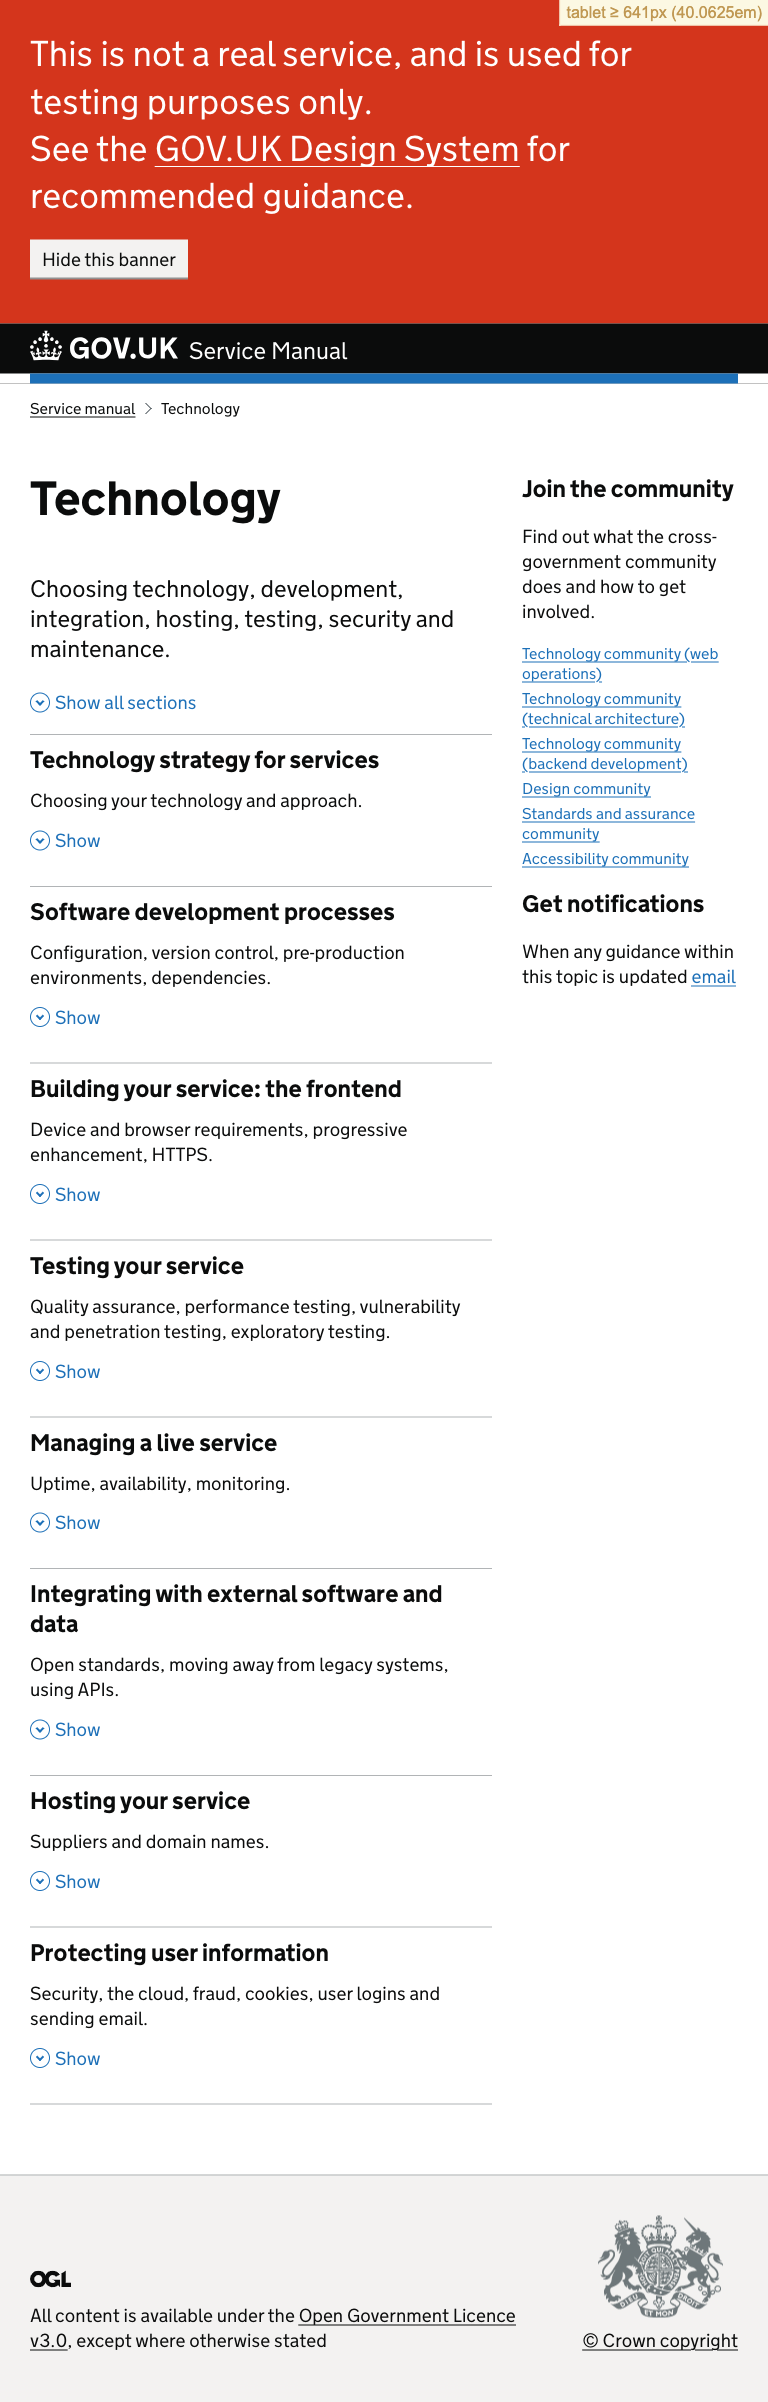 tablet ≥ 641px (40.0625em)
This is not a real service, and is used for
testing purposes only.
See the GOV.UK Design System for
recommended guidance.
Hide this banner
GOV.UK Service Manual
Service manual
Technology
Technology
Choosing technology, development,
integration, hosting, testing, security and
maintenance.
Show all sections
Technology strategy for services
Choosing your technology and approach.
Show
Software development processes
Configuration, version control, pre-production
environments, dependencies.
Show
Building your service: the frontend
Device and browser requirements, progressive
enhancement, HTTPS.
Show
Testing your service
Quality assurance, performance testing, vulnerability
and penetration testing, exploratory testing.
Show
Managing a live service
Uptime, availability, monitoring.
Show
Integrating with external software and
data
Open standards, moving away from legacy systems,
using APIs.
Show
Hosting your service
Suppliers and domain names.
Show
Protecting user information
Security, the cloud, fraud, cookies, user logins and
sending email.
Show
Join the community
Find out what the cross-
government community
does and how to get
involved.
Technology community (web
operations)
Technology community
(technical architecture)
Technology community
(backend development)
Design community
Standards and assurance
community
Accessibility community
Get notifications
When any guidance within
this topic is updated email
OGL
All content is available under the Open Government Licence
v3.0, except where otherwise stated
© Crown copyright